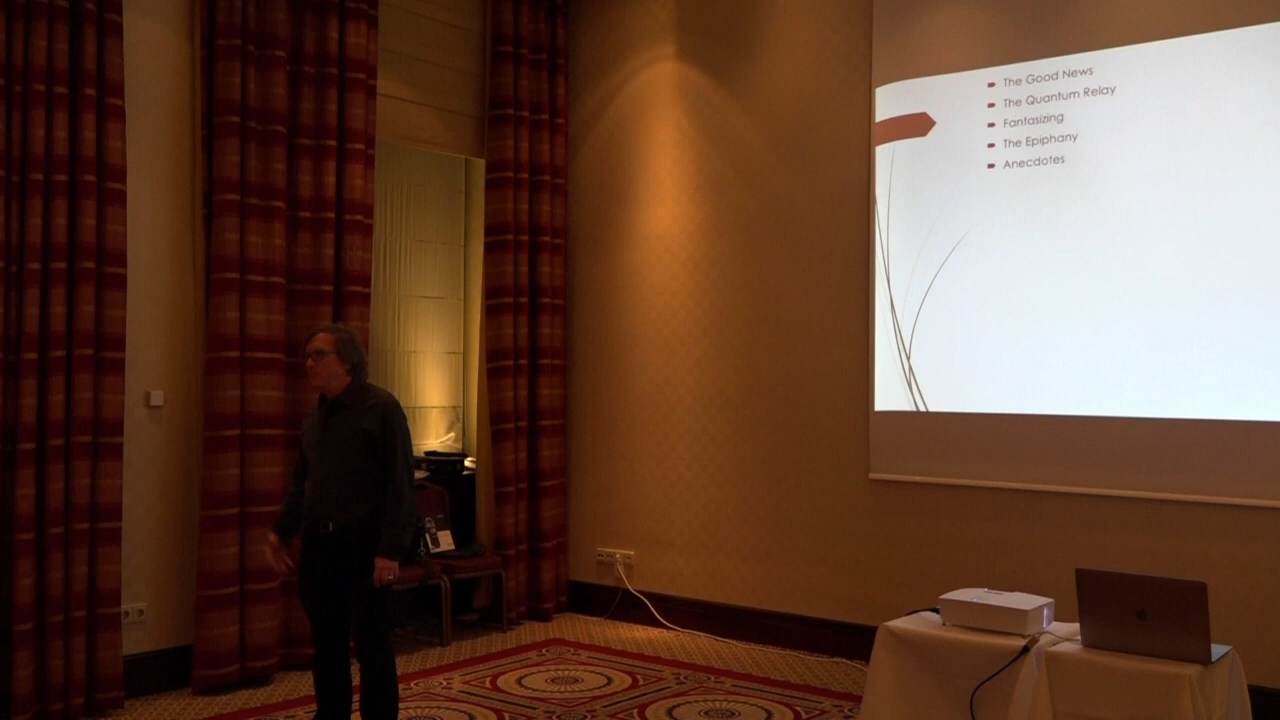 The Good News
The Quantum Relay
Fantasizing
The Epiphany
Anecdotes